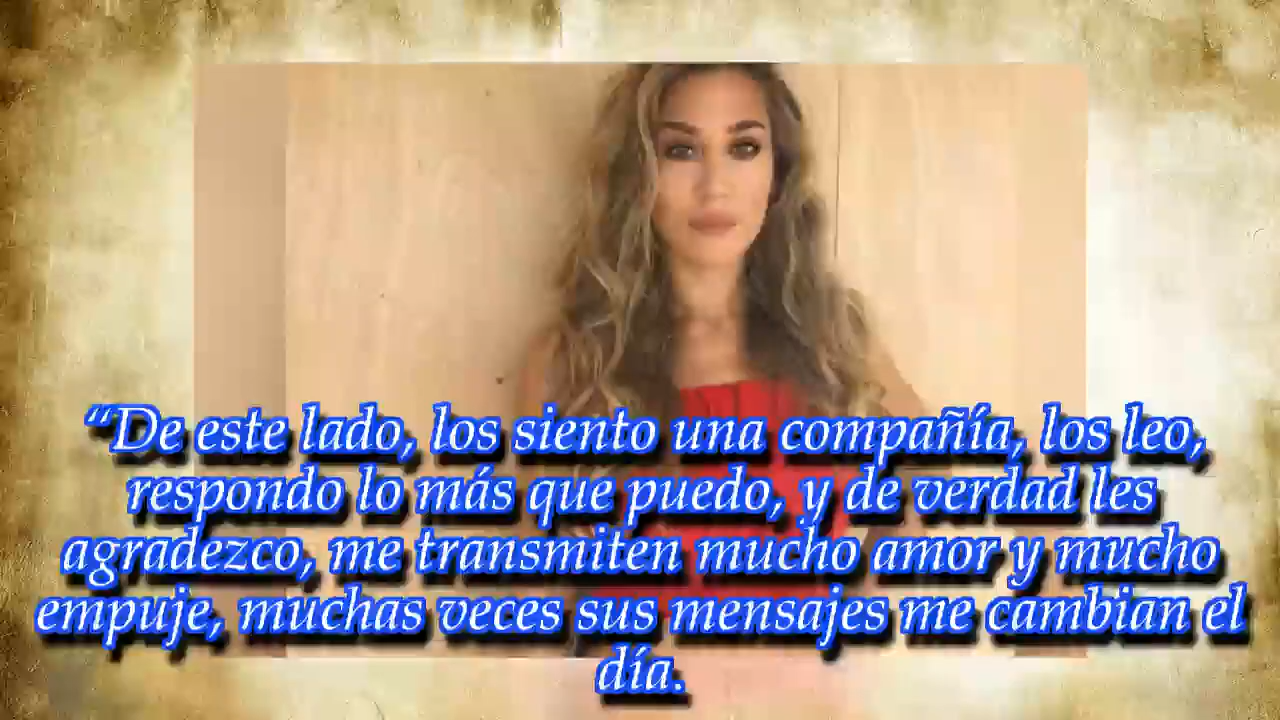 “De este lado, los siento una compañía, los leo,
respondo lo más que puedo, y de verdad les
agradezco, me transmiten mucho amor y mucho
empuje, muchas veces sus mensajes me cambian el
día.